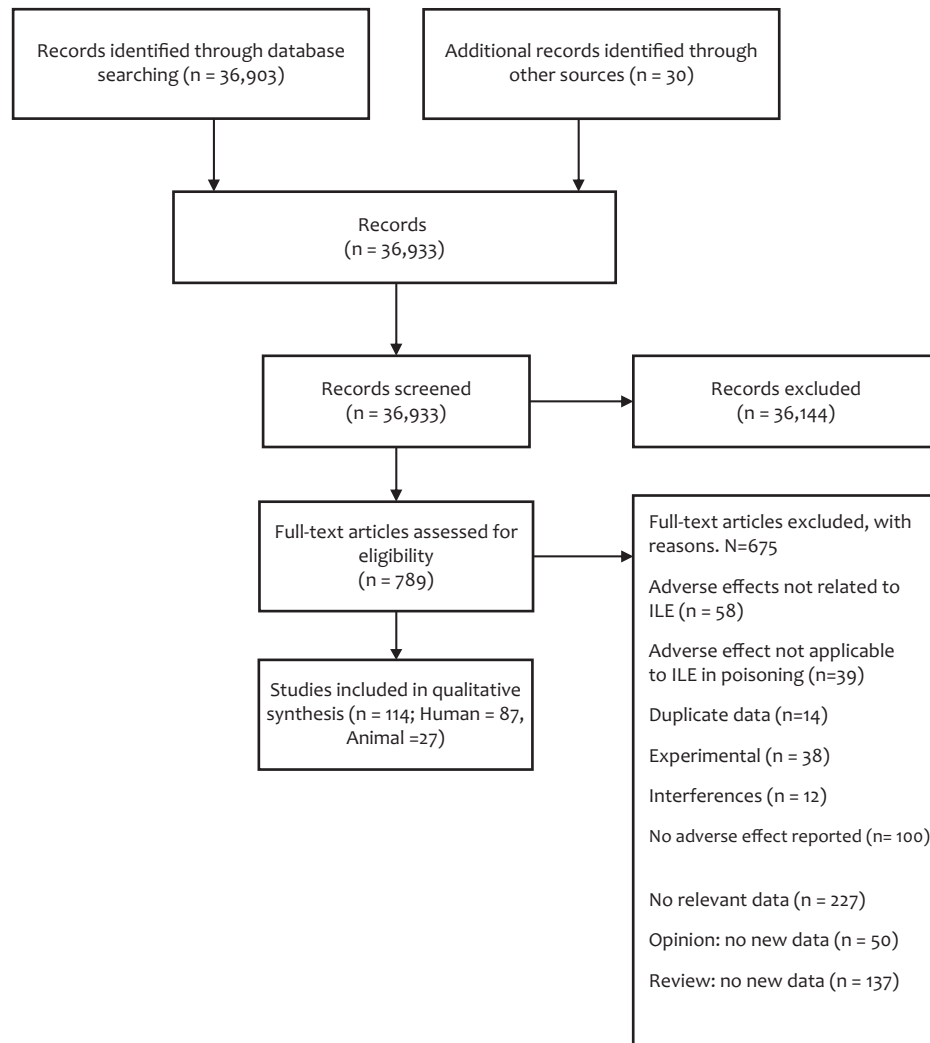 Records identified through database
searching (n = 36,903)
Additional records identified through
other sources (n = 30)
Records
(n = 36,933)
Records screened
(n = 36,933)
Records excluded
(n = 36,144)
Full-text articles assessed for
eligibility
(n = 789)
Full-text articles excluded, with
reasons. N=675
Adverse effects not related to
ILE (n = 58)
Adverse effect not applicable
to ILE in poisoning (n=39)
Duplicate data (n=14)
Experimental (n = 38)
Interferences (n = 12)
No adverse effect reported (n= 100)
No relevant data (n = 227)
Opinion: no new data (n = 50)
Review: no new data (n = 137)
Studies included in qualitative
synthesis (n = 114; Human = 87,
Animal =27)